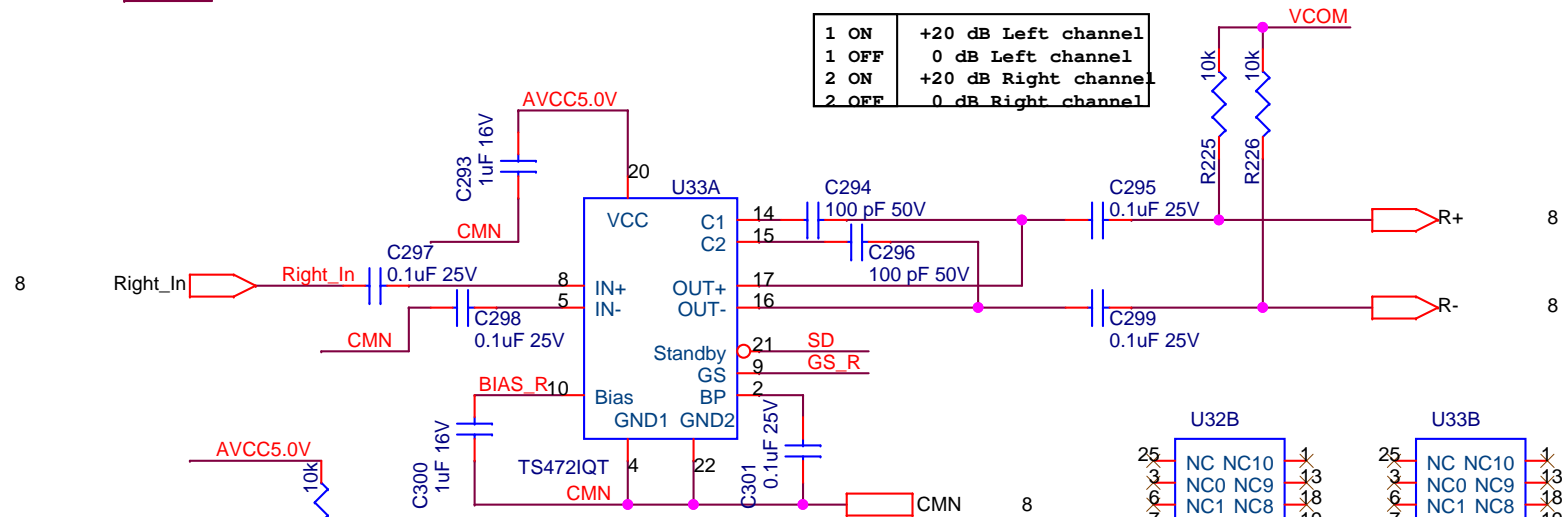 VCOM
1 ON +20 dB Left channel
1 OFF 0 dB Left channel
2 ON +20 dB Right channel
2 OFF 0 dB Right channel
10k
10k
R225
R226
AVCC5.0V
C293
1uF 16V
CMN
20
U33A
VCC
C1
C2
14
15
C294
100 pF 50V
C296
100 pF 50V
C295
0.1uF 25V
R+
8
8
Right_In
Right_In
C297
0.1uF 25V
8
IN+
5
IN-
OUT+
17
OUT-
16
C298
0.1uF 25V
CMN
C299
0.1uF 25V
R-
8
Standby
21
SD
GS
9
GS_R
BP
2
BIAS_R
10
Bias
GND1 GND2
C300
1uF 16V
TS472IQT
4
22
C301
0.1uF 25V
CMN
CMN
8
AVCC5.0V
10k
U32B
25 NC NC10 1
3 NC0 NC9 13
6 NC1 NC8 18
U33B
25 NC NC10 1
3 NC0 NC9 13
6 NC1 NC8 18